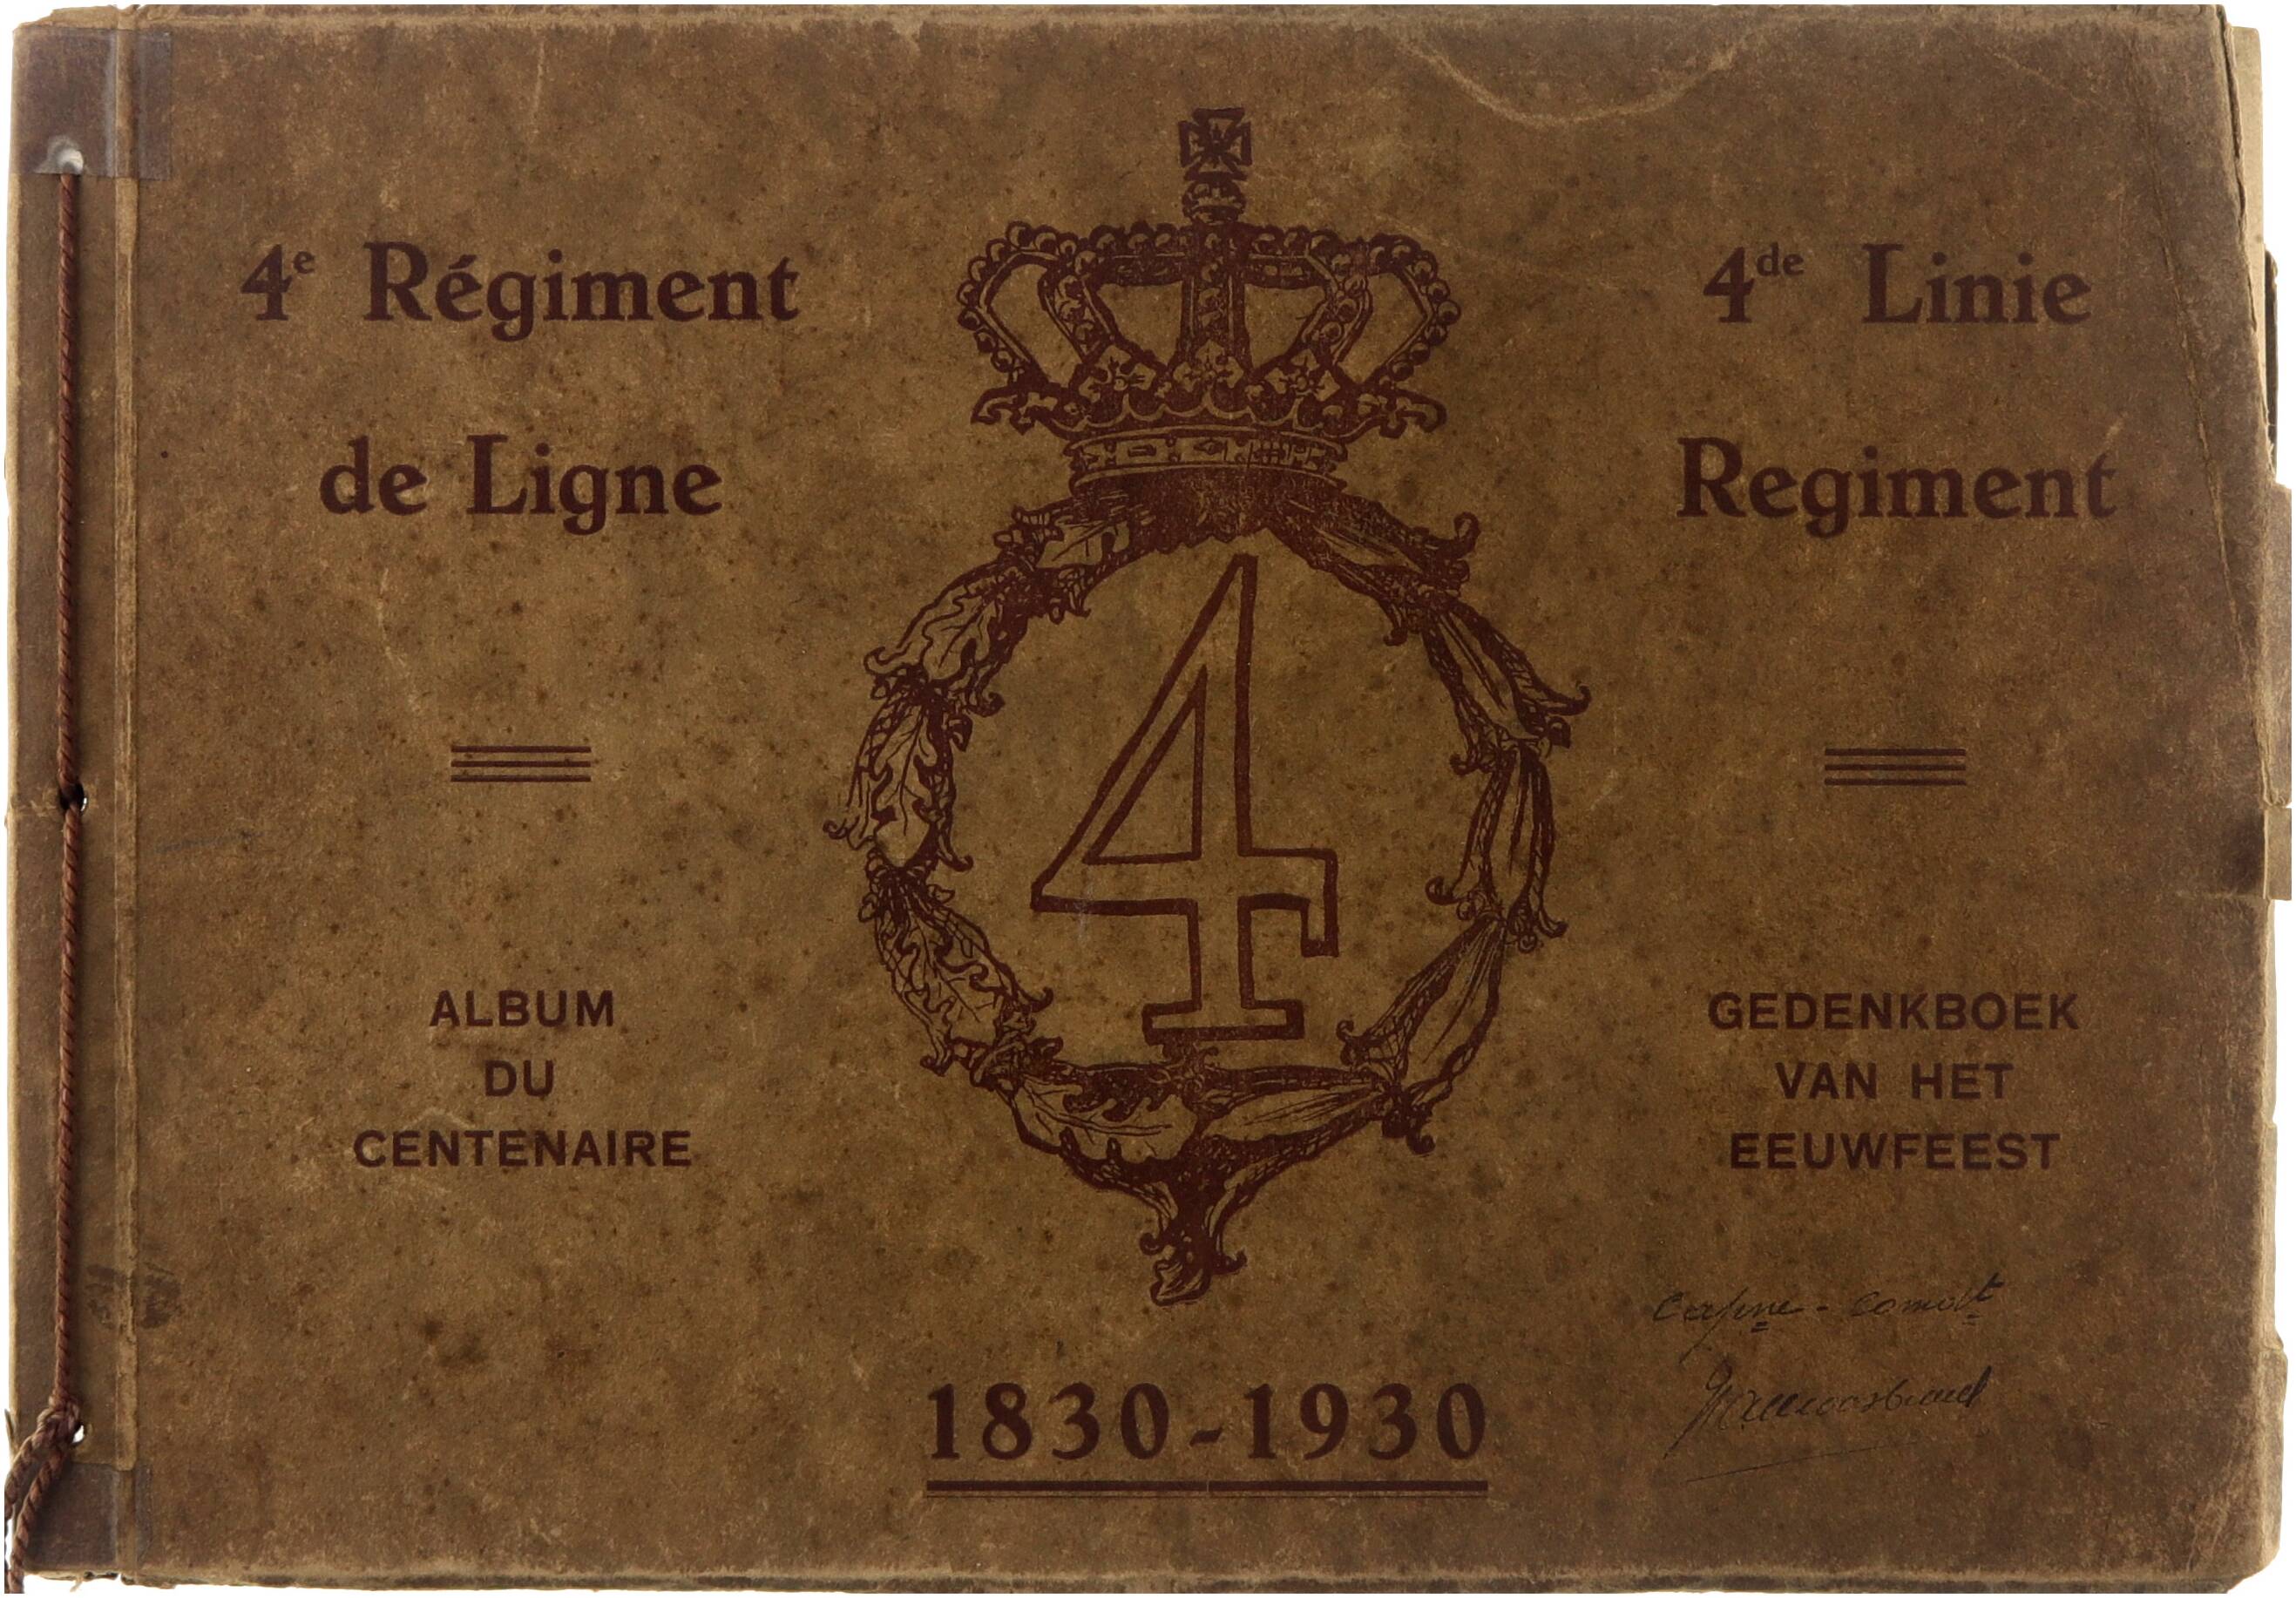 4e Régiment
de Ligne
ALBUM
DU
CENTENAIRE
4
4de Linie
Regiment
GEDENKBOEK
VAN HET
EEUWFEEST
1830-1930